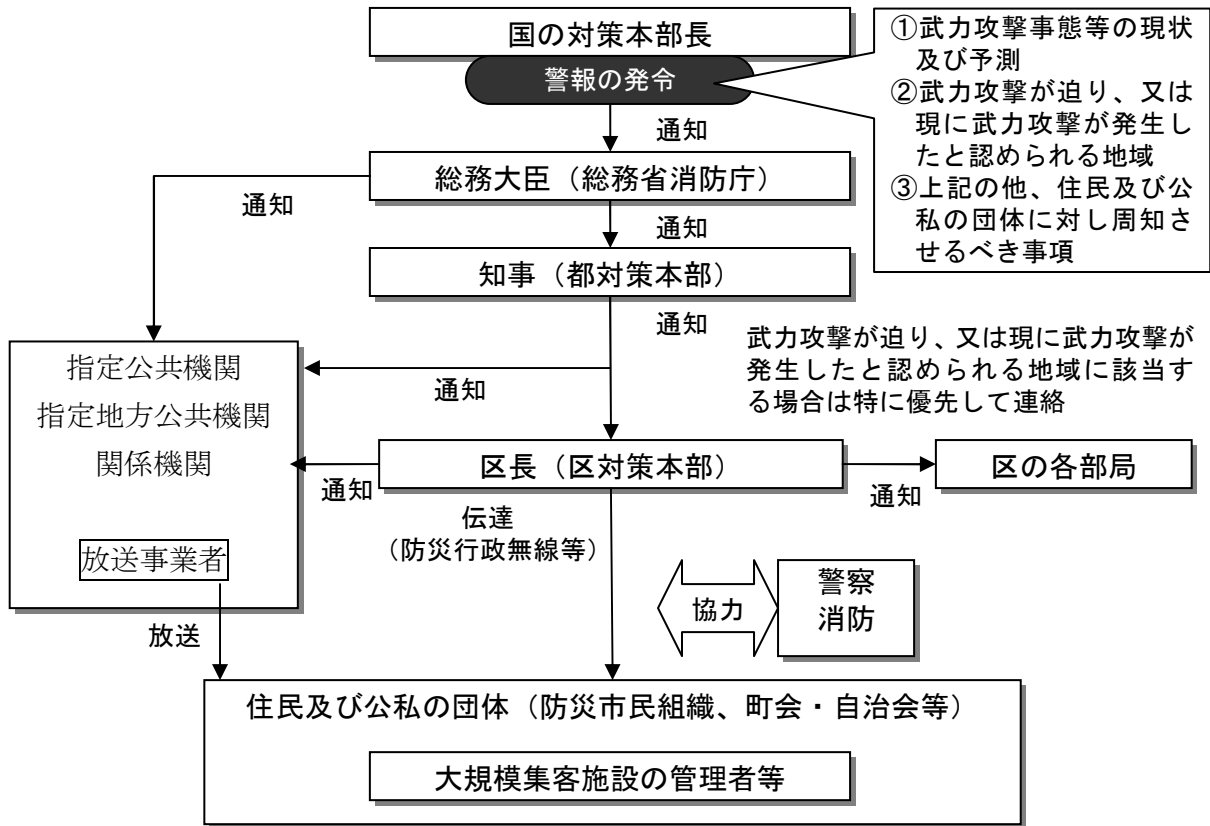 国の対策本部長
警報の発令
①武力攻撃事態等の現状
及び予測
②武力攻撃が迫り、又は
現に武力攻撃が発生し
たと認められる地域
③上記の他、住民及び公
私の団体に対し周知さ
せるべき事項
通知
総務大臣（総務省消防庁）
通知
通知
知事（都対策本部）
通知
武力攻撃が迫り、又は現に武力攻撃が
発生したと認められる地域に該当す
る場合は特に優先して連絡
指定公共機関
指定地方公共機関
関係機関
放送事業者
通知
区長（区対策本部）
区の各部局
通知
通知
伝達
（防災行政無線等）
協力
警察
消防
放送
住民及び公私の団体（防災市民組織、町会・自治会等）
大規模集客施設の管理者等